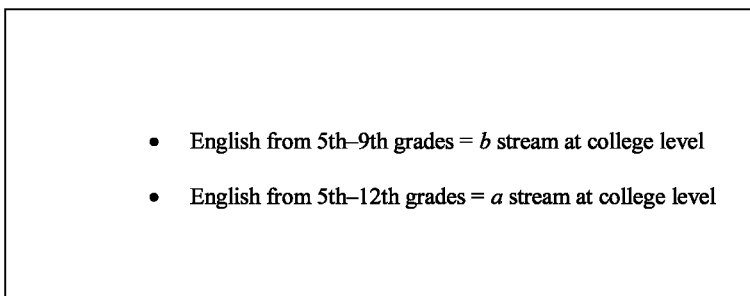 • English from 5th–9th grades = b stream at college level
• English from 5th–12th grades = a stream at college level